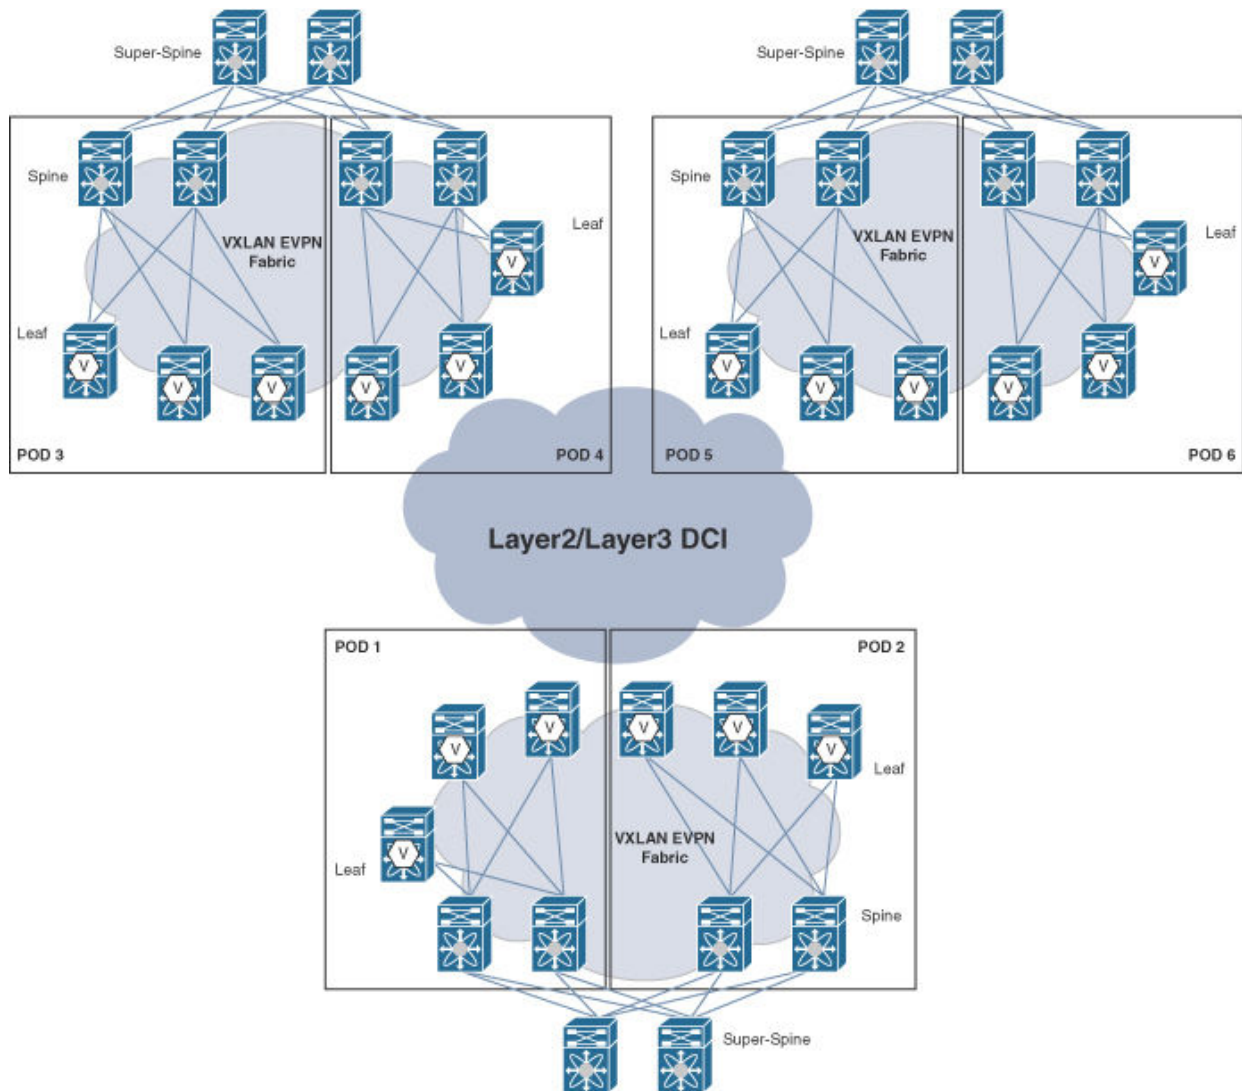 Super-Spine
Super-Spine
Spine
Leaf
Spine
Leaf
VXLAN EVPN
Fabric
VXLAN EVPN
Fabric
V
V
Leaf
Leaf
V
V
V
V
V
V
V
V
V
V
POD 3
POD 4
POD 5
POD 6
Layer2/Layer3 DCI
POD 1
POD 2
V
V
V
V
V
Leaf
VXLAN EVPN
Fabric
V
Leaf
Spine
Super-Spine